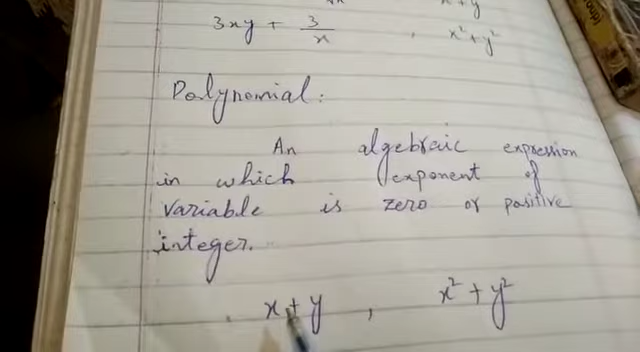 x + y
3xy + 3/x , x² + y²
Polynomial :
An algebraic expression
in which exponent of
variable is zero or positive
integer.
x + y , x² + y²